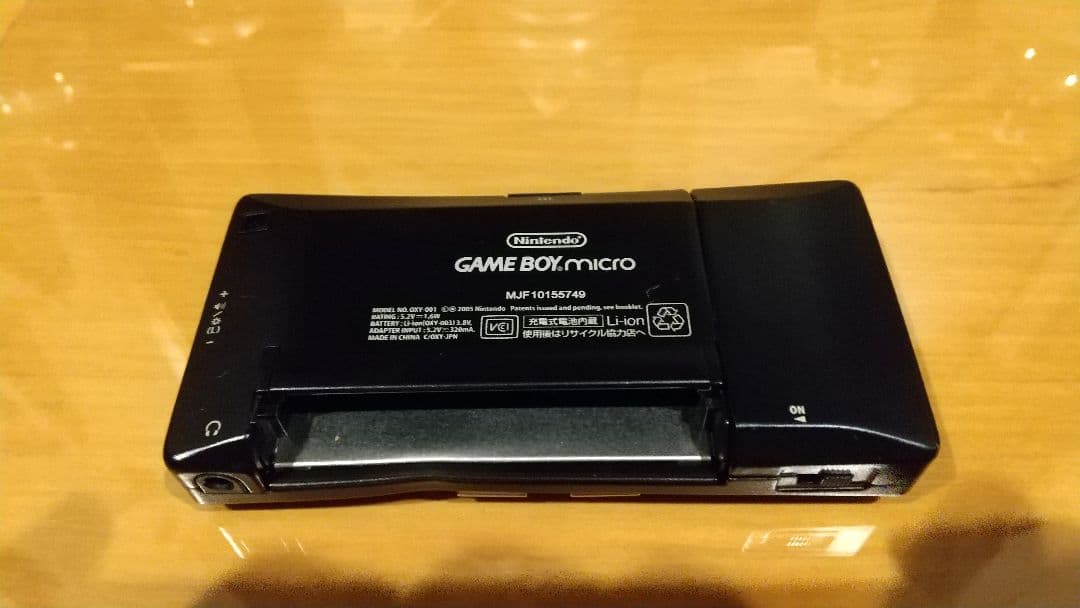 Nintendo®
GAME BOY® micro
MJF10155749
MODEL NO. OXY-001 ©® 2005 Nintendo Patents issued and pending, see booklet.
RATING : 5.2V⎓1.6W
BATTERY : Li-ion(OXY-003) 3.8V,
ADAPTER INPUT : 5.2V⎓320mA.
MADE IN CHINA C/OXY-JPN
VCI
充電式電池内蔵 Li-ion
使用後はリサイクル協力店へ
ON